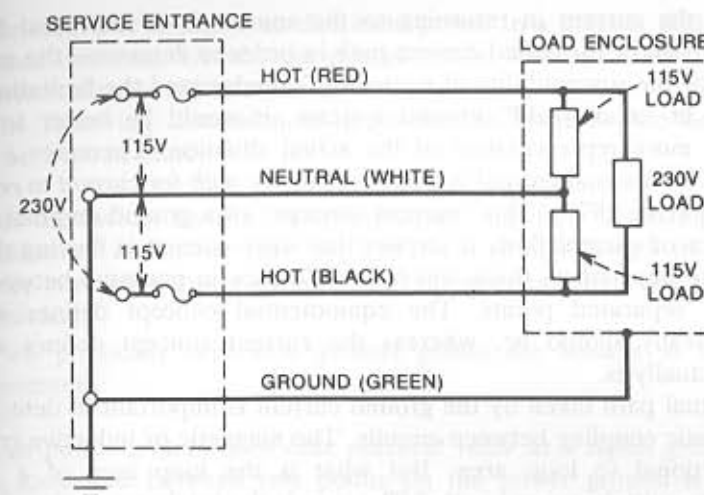 SERVICE ENTRANCE
LOAD ENCLOSURE
HOT (RED)
115V
LOAD
115V
NEUTRAL (WHITE)
230V
230V
LOAD
115V
HOT (BLACK)
115V
LOAD
GROUND (GREEN)